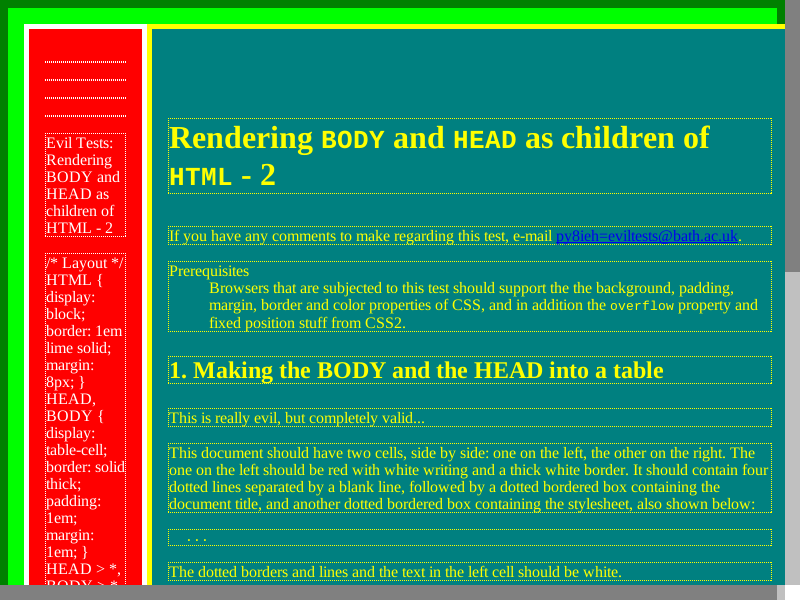 Evil Tests:
Rendering
BODY and
HEAD as
children of
HTML - 2
/* Layout */
HTML {
display:
block;
border: 1em
lime solid;
margin:
8px; }
HEAD,
BODY {
display:
table-cell;
border: solid
thick;
padding:
1em;
margin:
1em; }
HEAD > *,
BODY > *
Rendering BODY and HEAD as children of
HTML - 2
If you have any comments to make regarding this test, e-mail py8ieh=eviltests@bath.ac.uk.
Prerequisites
Browsers that are subjected to this test should support the the background, padding,
margin, border and color properties of CSS, and in addition the overflow property and
fixed position stuff from CSS2.
1. Making the BODY and the HEAD into a table
This is really evil, but completely valid...
This document should have two cells, side by side: one on the left, the other on the right. The
one on the left should be red with white writing and a thick white border. It should contain four
dotted lines separated by a blank line, followed by a dotted bordered box containing the
document title, and another dotted bordered box containing the stylesheet, also shown below:
. . .
The dotted borders and lines and the text in the left cell should be white.